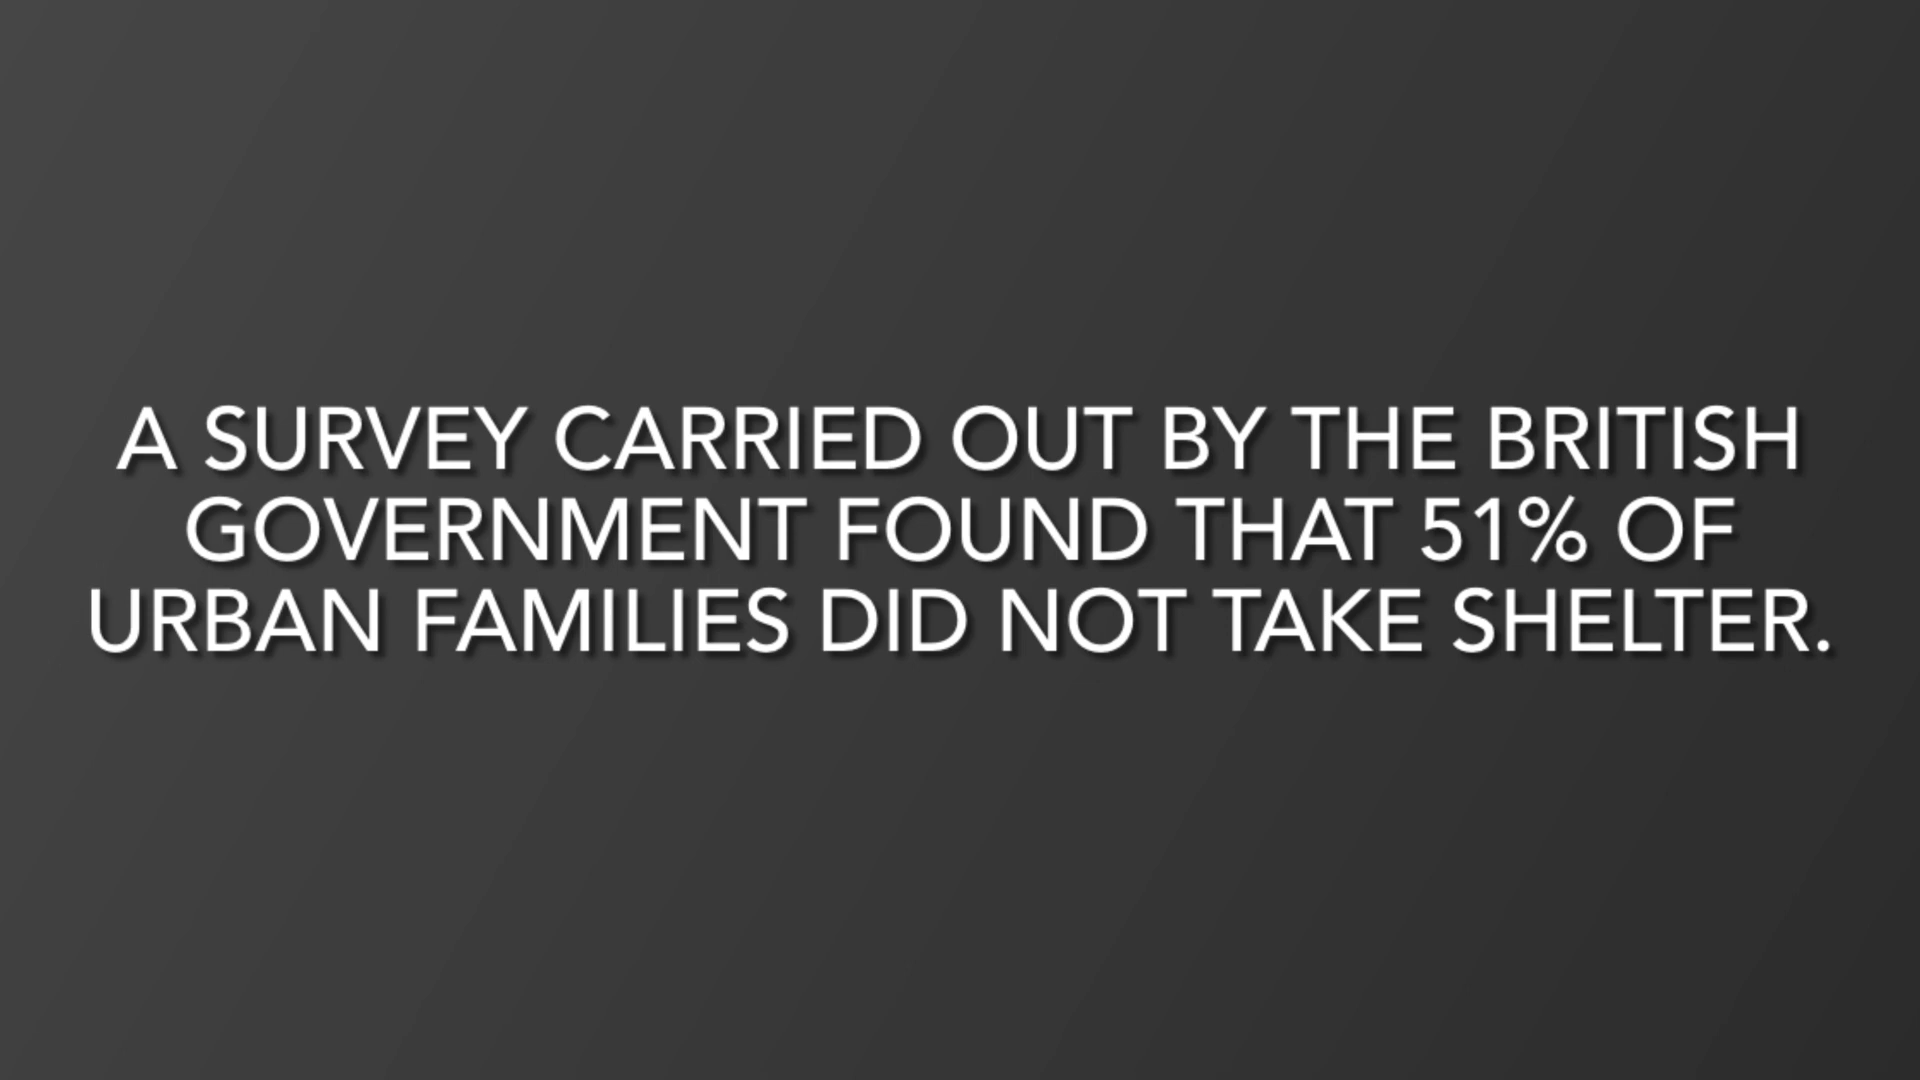 A SURVEY CARRIED OUT BY THE BRITISH
GOVERNMENT FOUND THAT 51% OF
URBAN FAMILIES DID NOT TAKE SHELTER.